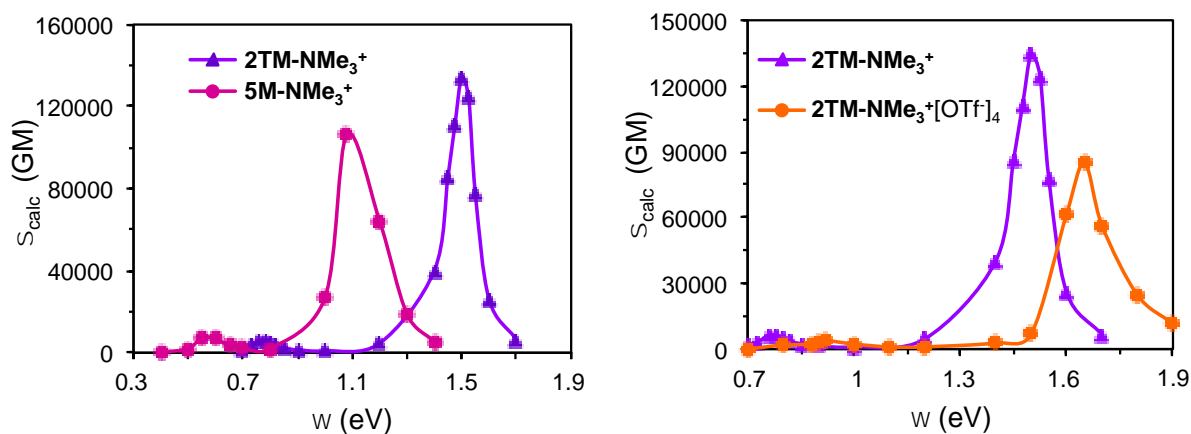 160000
120000
80000
40000
0
0.3 0.7 1.1 1.5 1.9
S_calc (GM)
w (eV)
2TM-NMe₃⁺
5M-NMe₃⁺
150000
120000
90000
60000
30000
0
0.7 1 1.3 1.6 1.9
S_calc (GM)
w (eV)
2TM-NMe₃⁺
2TM-NMe₃⁺[OTf⁻]₄